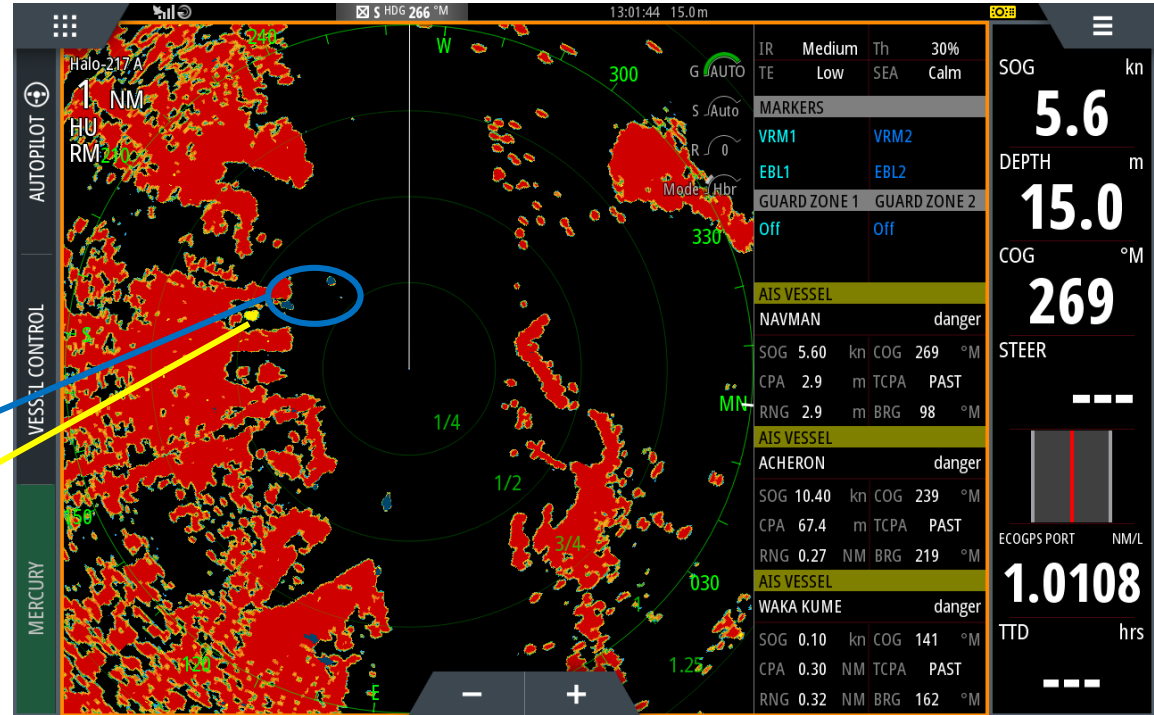 S HDG 266 °M
13:01:44 15.0 m
AUTOPILOT
VESSEL CONTROL
MERCURY
Halo-217 A
1 NM
HU
RM
240
W
300
210
330
MN
150
030
120
E
1/4
1/2
3/4
1
1.25
G AUTO
S Auto
R 0
Mode Hbr
− +
IR Medium Th 30%
TE Low SEA Calm
MARKERS
VRM1 VRM2
EBL1 EBL2
GUARD ZONE 1 GUARD ZONE 2
Off Off
AIS VESSEL
NAVMAN danger
SOG 5.60 kn COG 269 °M
CPA 2.9 m TCPA PAST
RNG 2.9 m BRG 98 °M
AIS VESSEL
ACHERON danger
SOG 10.40 kn COG 239 °M
CPA 67.4 m TCPA PAST
RNG 0.27 NM BRG 219 °M
AIS VESSEL
WAKA KUME danger
SOG 0.10 kn COG 141 °M
CPA 0.30 NM TCPA PAST
RNG 0.32 NM BRG 162 °M
SOG kn
5.6
DEPTH m
15.0
COG °M
269
STEER
---
ECOGPS PORT NM/L
1.0108
TTD hrs
---